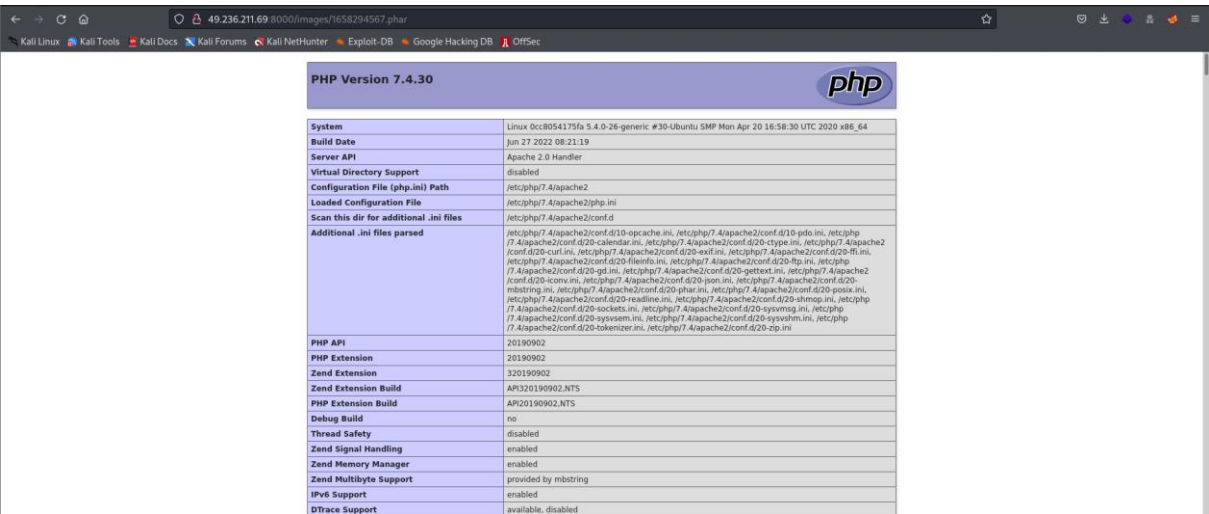 49.236.211.69:8000/images/1658294567.phar
Kali Linux Kali Tools Kali Docs Kali Forums Kali NetHunter Exploit-DB Google Hacking DB OffSec
PHP Version 7.4.30
php
System Linux 0cc8054175fa 5.4.0-26-generic #30-Ubuntu SMP Mon Apr 20 16:58:30 UTC 2020 x86_64
Build Date Jun 27 2022 08:21:19
Server API Apache 2.0 Handler
Virtual Directory Support disabled
Configuration File (php.ini) Path /etc/php/7.4/apache2
Loaded Configuration File /etc/php/7.4/apache2/php.ini
Scan this dir for additional .ini files /etc/php/7.4/apache2/conf.d
Additional .ini files parsed /etc/php/7.4/apache2/conf.d/10-opcache.ini, /etc/php/7.4/apache2/conf.d/10-pdo.ini, /etc/php
/7.4/apache2/conf.d/20-calendar.ini, /etc/php/7.4/apache2/conf.d/20-ctype.ini, /etc/php/7.4/apache2
/conf.d/20-curl.ini, /etc/php/7.4/apache2/conf.d/20-exif.ini, /etc/php/7.4/apache2/conf.d/20-ffi.ini,
/etc/php/7.4/apache2/conf.d/20-fileinfo.ini, /etc/php/7.4/apache2/conf.d/20-ftp.ini, /etc/php
/7.4/apache2/conf.d/20-gd.ini, /etc/php/7.4/apache2/conf.d/20-gettext.ini, /etc/php/7.4/apache2
/conf.d/20-iconv.ini, /etc/php/7.4/apache2/conf.d/20-json.ini, /etc/php/7.4/apache2/conf.d/20-
mbstring.ini, /etc/php/7.4/apache2/conf.d/20-phar.ini, /etc/php/7.4/apache2/conf.d/20-posix.ini,
/etc/php/7.4/apache2/conf.d/20-readline.ini, /etc/php/7.4/apache2/conf.d/20-shmop.ini, /etc/php
/7.4/apache2/conf.d/20-sockets.ini, /etc/php/7.4/apache2/conf.d/20-sysvmsg.ini, /etc/php
/7.4/apache2/conf.d/20-sysvsem.ini, /etc/php/7.4/apache2/conf.d/20-sysvshm.ini, /etc/php
/7.4/apache2/conf.d/20-tokenizer.ini, /etc/php/7.4/apache2/conf.d/20-zip.ini
PHP API 20190902
PHP Extension 20190902
Zend Extension 320190902
Zend Extension Build API320190902,NTS
PHP Extension Build API20190902,NTS
Debug Build no
Thread Safety disabled
Zend Signal Handling enabled
Zend Memory Manager enabled
Zend Multibyte Support provided by mbstring
IPv6 Support enabled
DTrace Support available, disabled